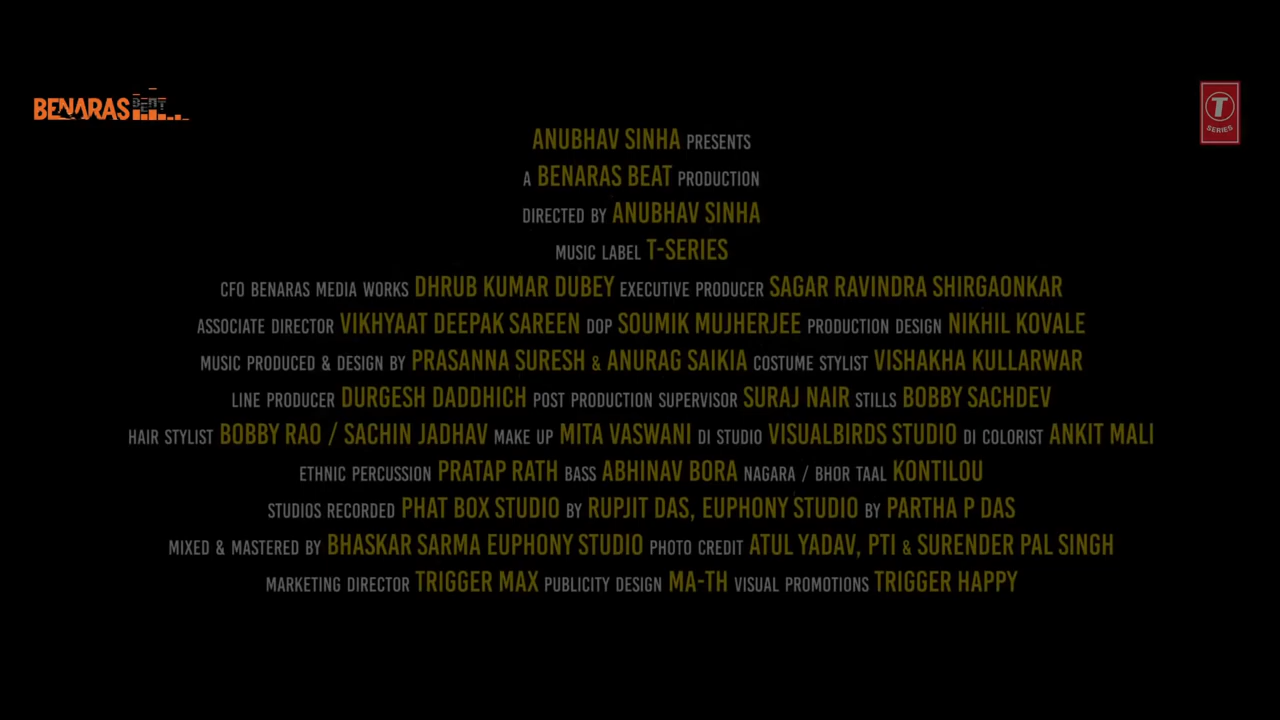 BENARAS BEAT
T
SERIES
ANUBHAV SINHA PRESENTS
A BENARAS BEAT PRODUCTION
DIRECTED BY ANUBHAV SINHA
MUSIC LABEL T-SERIES
CFO BENARAS MEDIA WORKS DHRUB KUMAR DUBEY EXECUTIVE PRODUCER SAGAR RAVINDRA SHIRGAONKAR
ASSOCIATE DIRECTOR VIKHYAAT DEEPAK SAREEN DOP SOUMIK MUJHERJEE PRODUCTION DESIGN NIKHIL KOVALE
MUSIC PRODUCED & DESIGN BY PRASANNA SURESH & ANURAG SAIKIA COSTUME STYLIST VISHAKHA KULLARWAR
LINE PRODUCER DURGESH DADDHICH POST PRODUCTION SUPERVISOR SURAJ NAIR STILLS BOBBY SACHDEV
HAIR STYLIST BOBBY RAO / SACHIN JADHAV MAKE UP MITA VASWANI DI STUDIO VISUALBIRDS STUDIO DI COLORIST ANKIT MALI
ETHNIC PERCUSSION PRATAP RATH BASS ABHINAV BORA NAGARA / BHOR TAAL KONTILOU
STUDIOS RECORDED PHAT BOX STUDIO BY RUPJIT DAS, EUPHONY STUDIO BY PARTHA P DAS
MIXED & MASTERED BY BHASKAR SARMA EUPHONY STUDIO PHOTO CREDIT ATUL YADAV, PTI & SURENDER PAL SINGH
MARKETING DIRECTOR TRIGGER MAX PUBLICITY DESIGN MA-TH VISUAL PROMOTIONS TRIGGER HAPPY